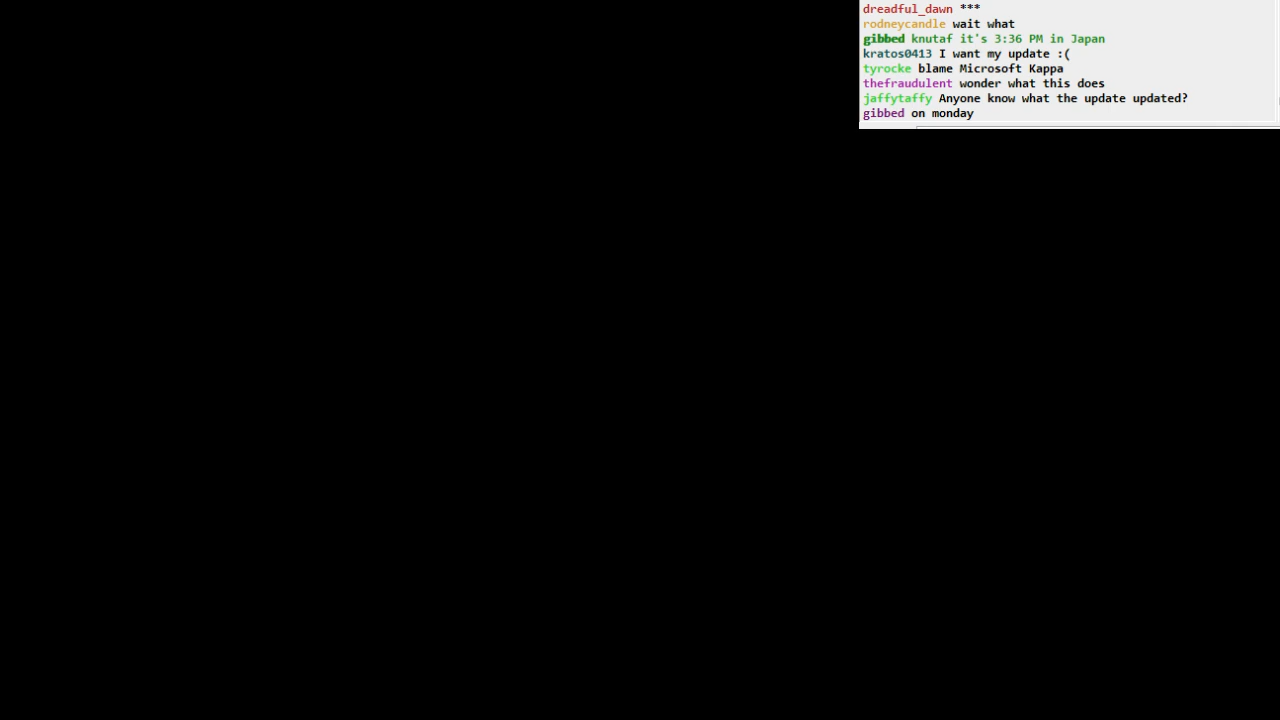 dreadful_dawn ***
rodneycandle wait what
gibbed knutaf it's 3:36 PM in Japan
kratos0413 I want my update :(
tyrocke blame Microsoft Kappa
thefraudulent wonder what this does
jaffytaffy Anyone know what the update updated?
gibbed on monday